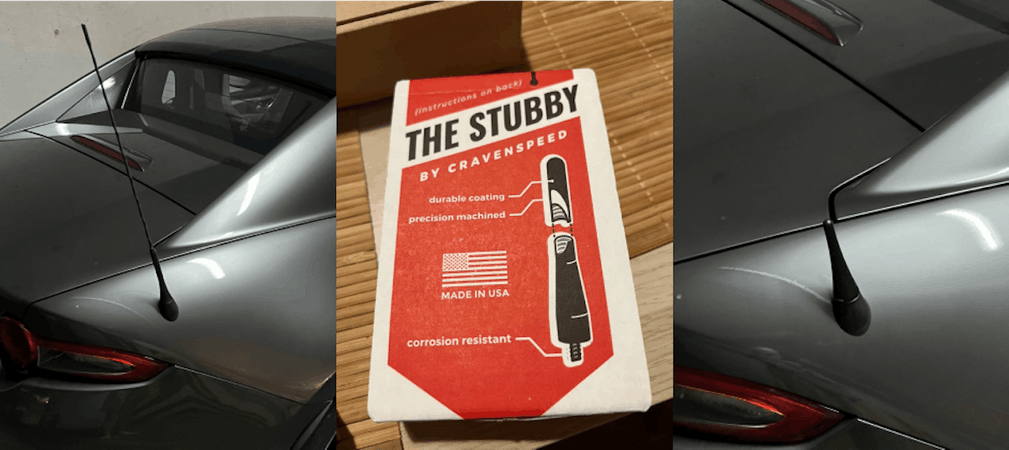 (instructions on back)
THE STUBBY
BY CRAVENSPEED
durable coating
precision machined
MADE IN USA
corrosion resistant